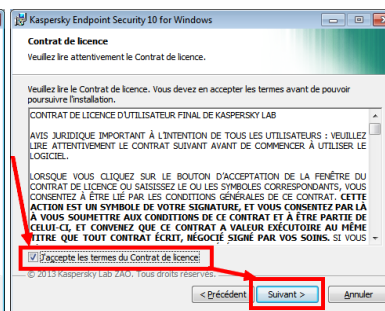 Kaspersky Endpoint Security 10 for Windows
Contrat de licence
Veuillez lire attentivement le Contrat de licence.
Veuillez lire le Contrat de licence. Vous devez en accepter les termes avant de pouvoir
poursuivre l'installation.
CONTRAT DE LICENCE D'UTILISATEUR FINAL DE KASPERSKY LAB
AVIS JURIDIQUE IMPORTANT À L'INTENTION DE TOUS LES UTILISATEURS : VEUILLEZ
LIRE ATTENTIVEMENT LE CONTRAT SUIVANT AVANT DE COMMENCER À UTILISER LE
LOGICIEL.
LORSQUE VOUS CLIQUEZ SUR LE BOUTON D'ACCEPTATION DE LA FENÊTRE DU
CONTRAT DE LICENCE OU SAISISSEZ LE OU LES SYMBOLES CORRESPONDANTS, VOUS
CONSENTEZ À ÊTRE LIÉ PAR LES CONDITIONS GÉNÉRALES DE CE CONTRAT. CETTE
ACTION EST UN SYMBOLE DE VOTRE SIGNATURE, ET VOUS CONSENTEZ PAR LÀ
À VOUS SOUMETTRE AUX CONDITIONS DE CE CONTRAT ET À ÊTRE PARTIE DE
CELUI-CI, ET CONVENEZ QUE CE CONTRAT A VALEUR EXÉCUTOIRE AU MÊME
TITRE QUE TOUT CONTRAT ÉCRIT, NÉGOCIÉ SIGNÉ PAR VOS SOINS. SI VOUS
J'accepte les termes du Contrat de licence
© 2013 Kaspersky Lab ZAO. Tous droits réservés.
< Précédent Suivant > Annuler